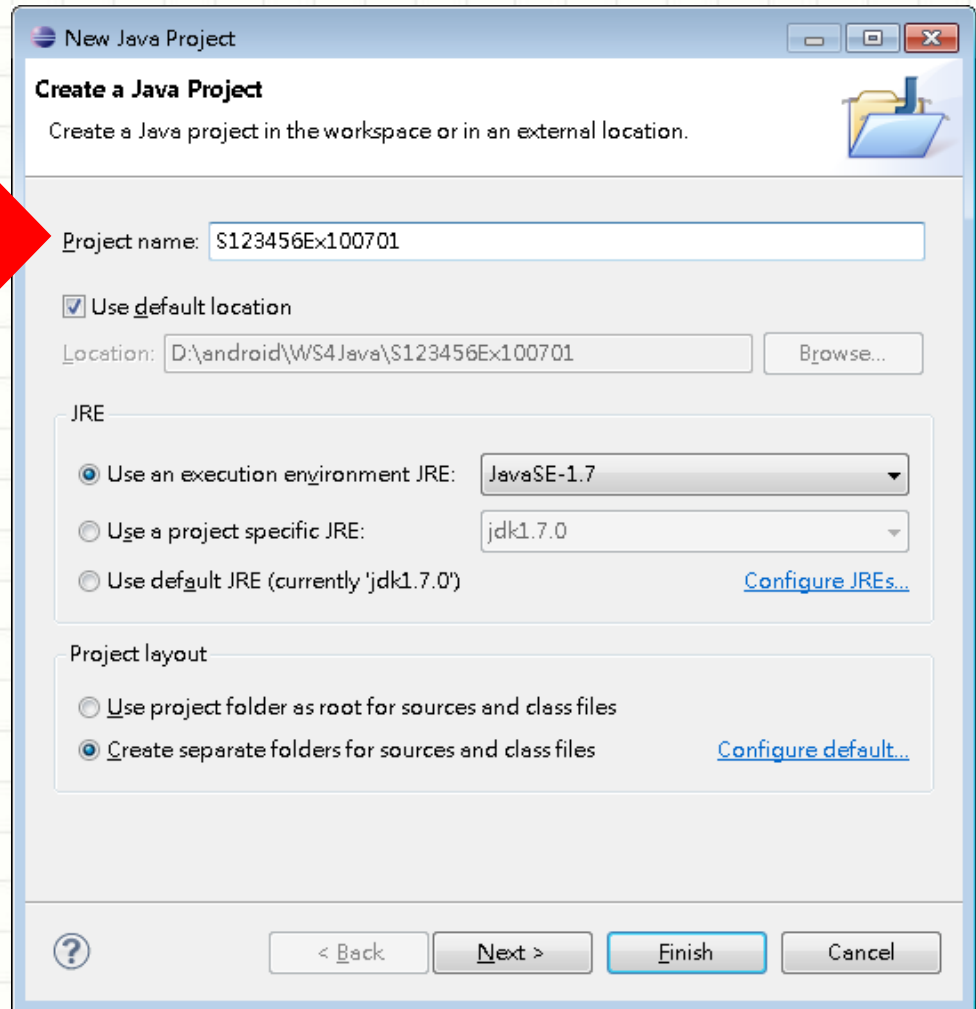 New Java Project
Create a Java Project
Create a Java project in the workspace or in an external location.
Project name: S123456Ex100701
Use default location
Location: D:\android\WS4Java\S123456Ex100701 Browse...
JRE
Use an execution environment JRE: JavaSE-1.7
Use a project specific JRE: jdk1.7.0
Use default JRE (currently 'jdk1.7.0') Configure JREs...
Project layout
Use project folder as root for sources and class files
Create separate folders for sources and class files Configure default...
? < Back Next > Finish Cancel